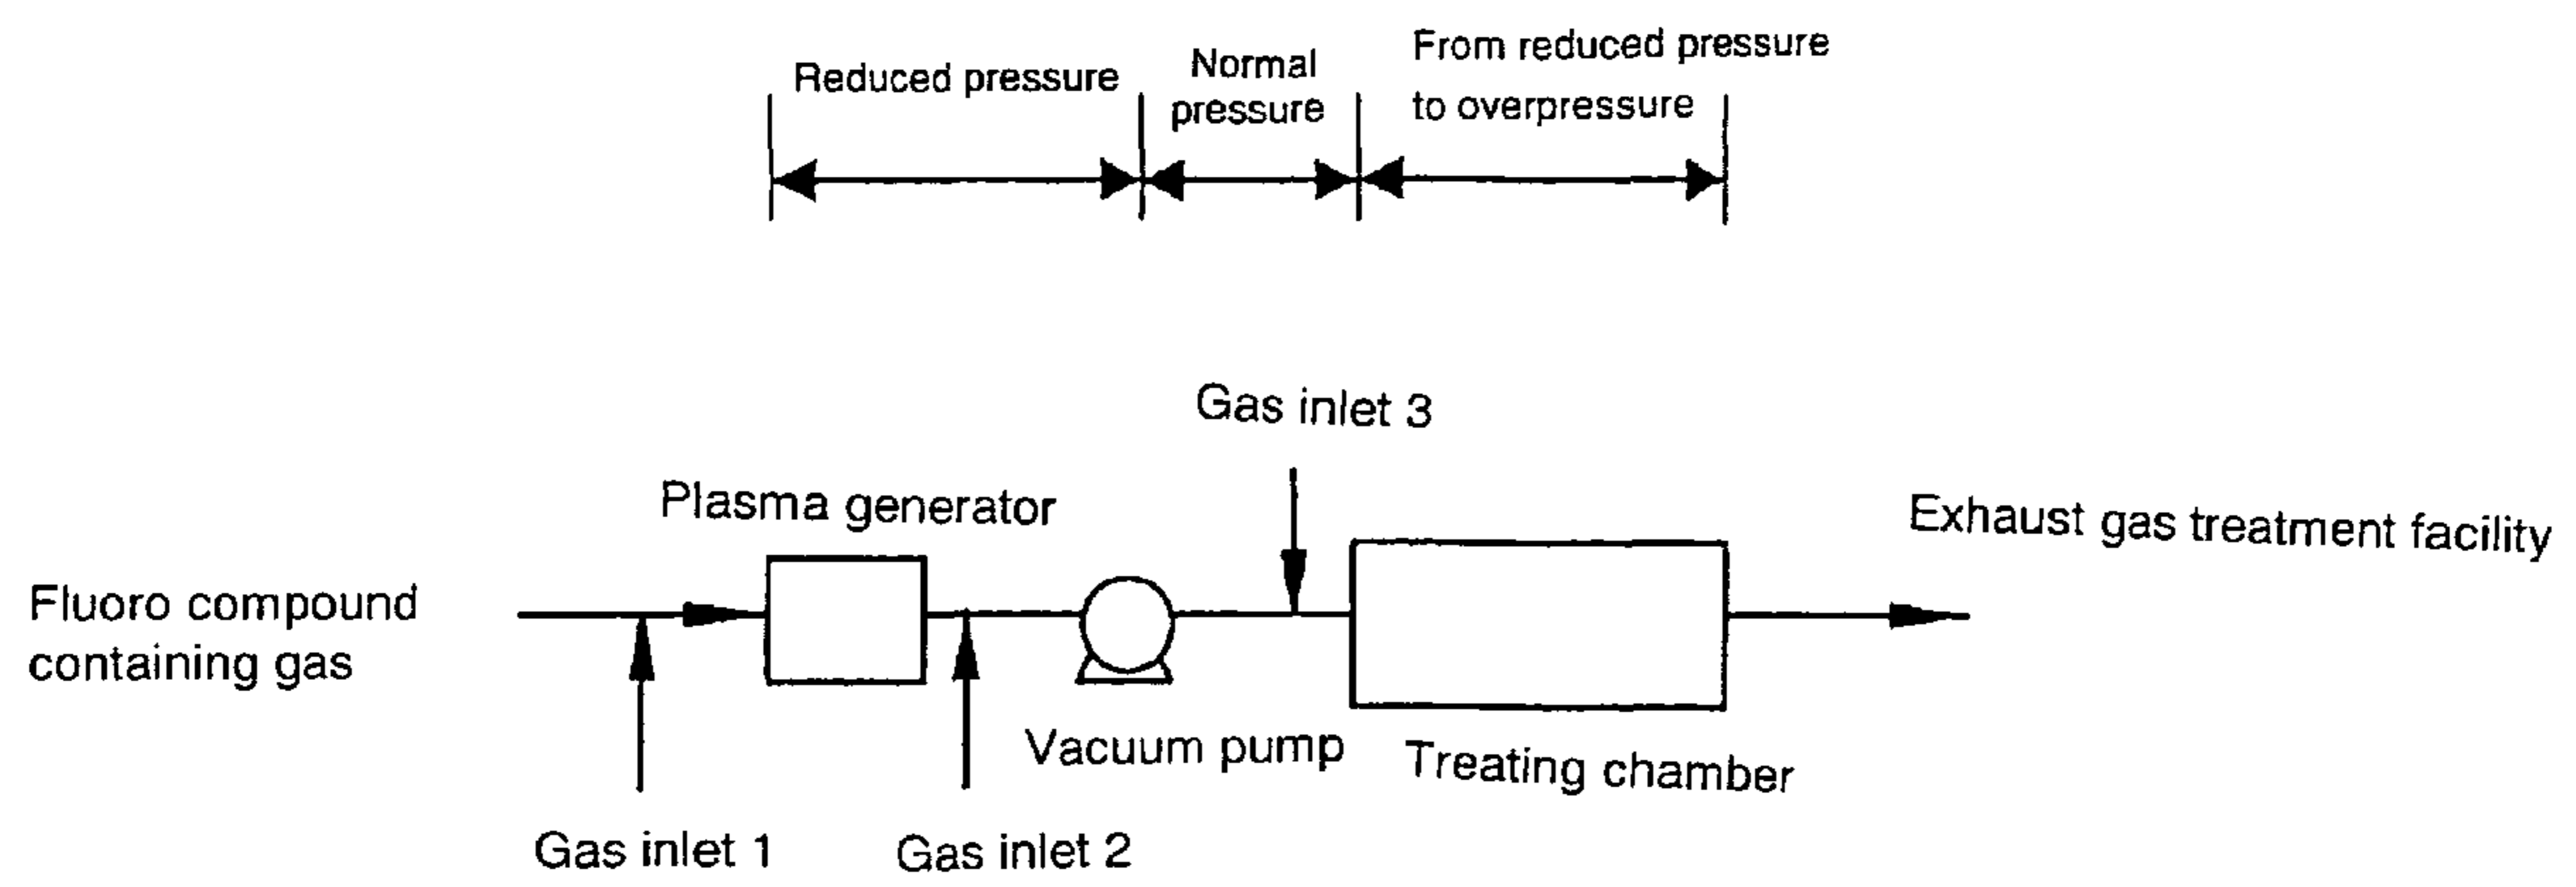 Reduced pressure
Normal
pressure
From reduced pressure
to overpressure
Gas inlet 3
Plasma generator
Exhaust gas treatment facility
Fluoro compound
containing gas
Vacuum pump
Treating chamber
Gas inlet 1
Gas inlet 2